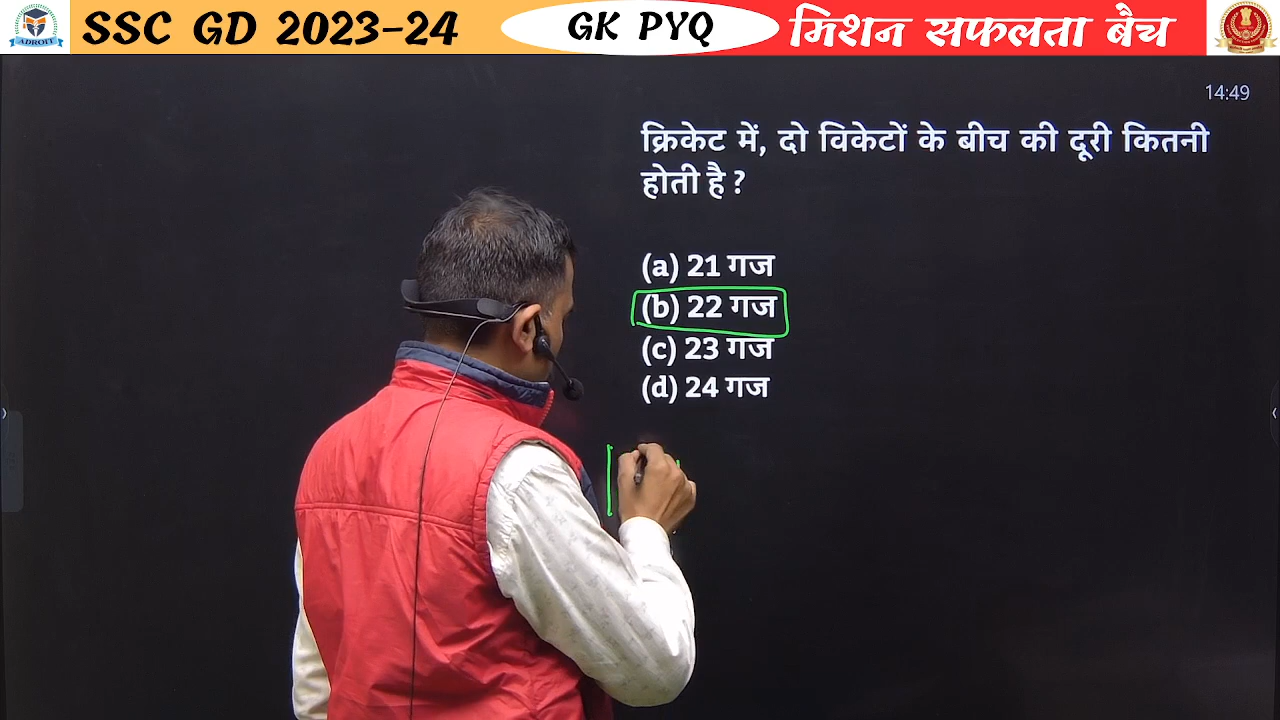 ADROIT
SSC GD 2023-24
GK PYQ
मिशन सफलता बैच
14:49
क्रिकेट में, दो विकेटों के बीच की दूरी कितनी
होती है ?
(a) 21 गज
(b) 22 गज
(c) 23 गज
(d) 24 गज